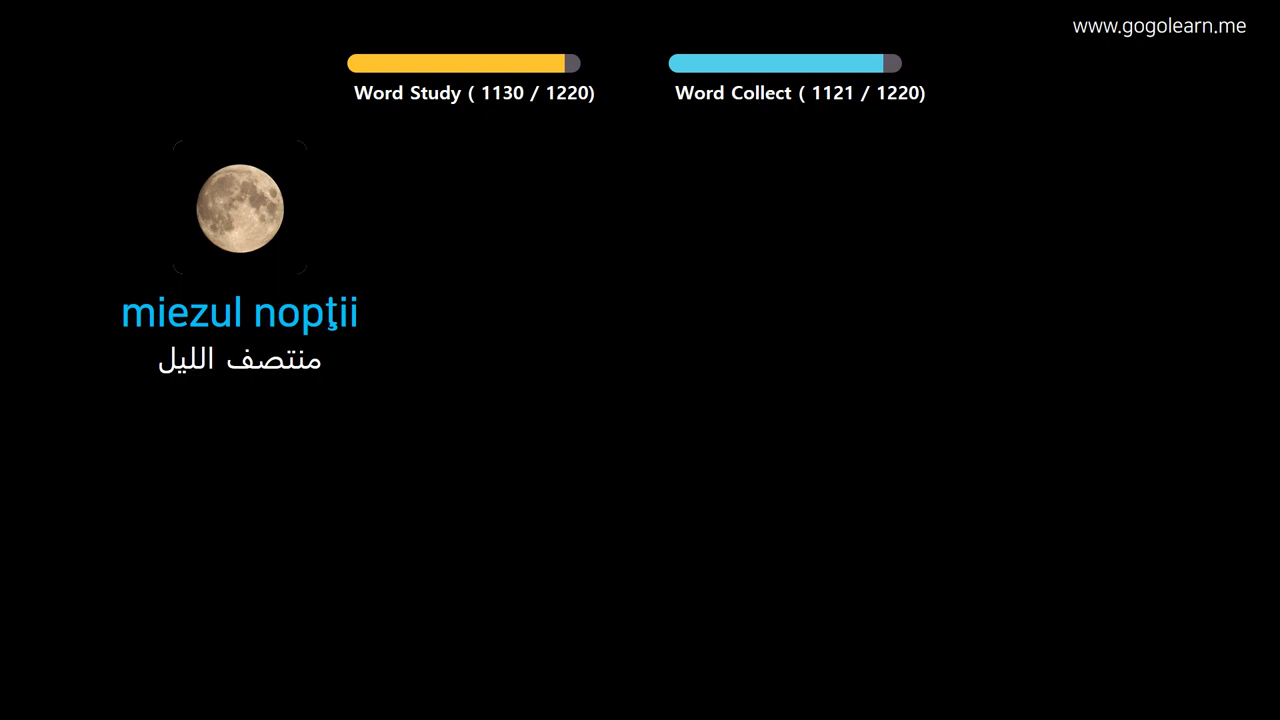 www.gogolearn.me
Word Study ( 1130 / 1220)
Word Collect ( 1121 / 1220)
miezul nopţii
منتصف الليل